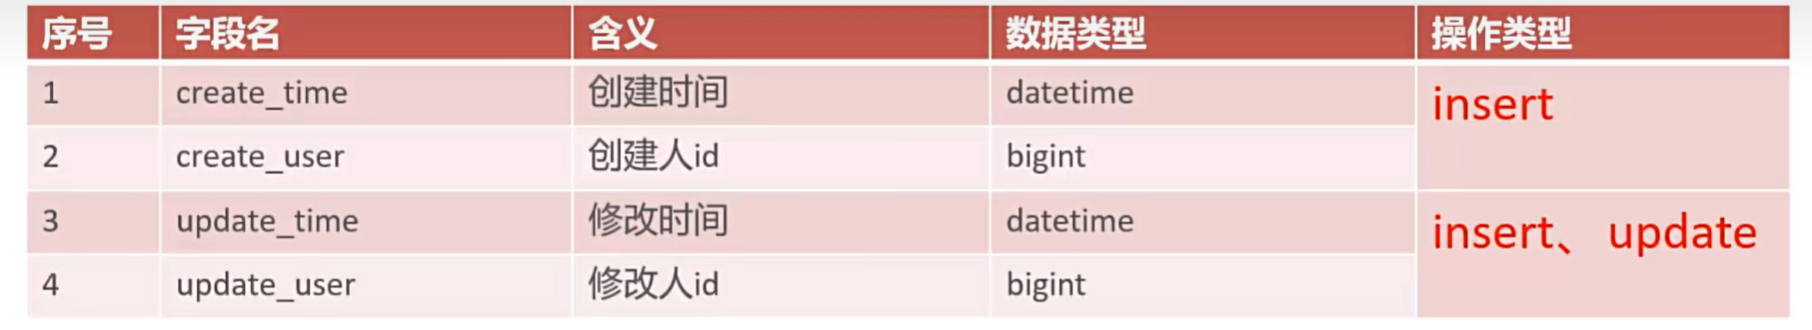 序号 字段名 含义 数据类型 操作类型
1 create_time 创建时间 datetime insert
2 create_user 创建人id bigint
3 update_time 修改时间 datetime insert、update
4 update_user 修改人id bigint